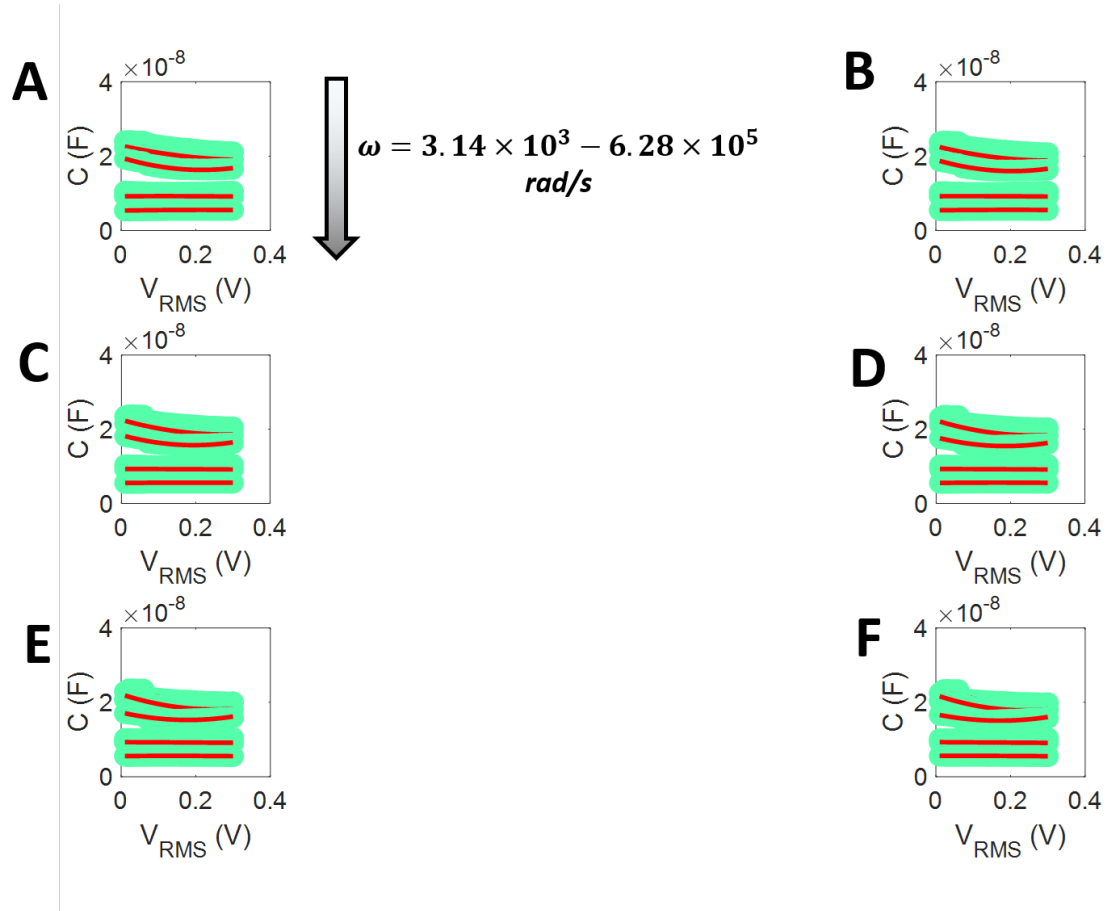 A
×10⁻⁸
4
2
0
C (F)
0 0.2 0.4
V_RMS (V)
ω = 3.14 × 10³ − 6.28 × 10⁵
rad/s
B
×10⁻⁸
4
2
0
C (F)
0 0.2 0.4
V_RMS (V)
C
×10⁻⁸
4
2
0
C (F)
0 0.2 0.4
V_RMS (V)
D
×10⁻⁸
4
2
0
C (F)
0 0.2 0.4
V_RMS (V)
E
×10⁻⁸
4
2
0
C (F)
0 0.2 0.4
V_RMS (V)
F
×10⁻⁸
4
2
0
C (F)
0 0.2 0.4
V_RMS (V)